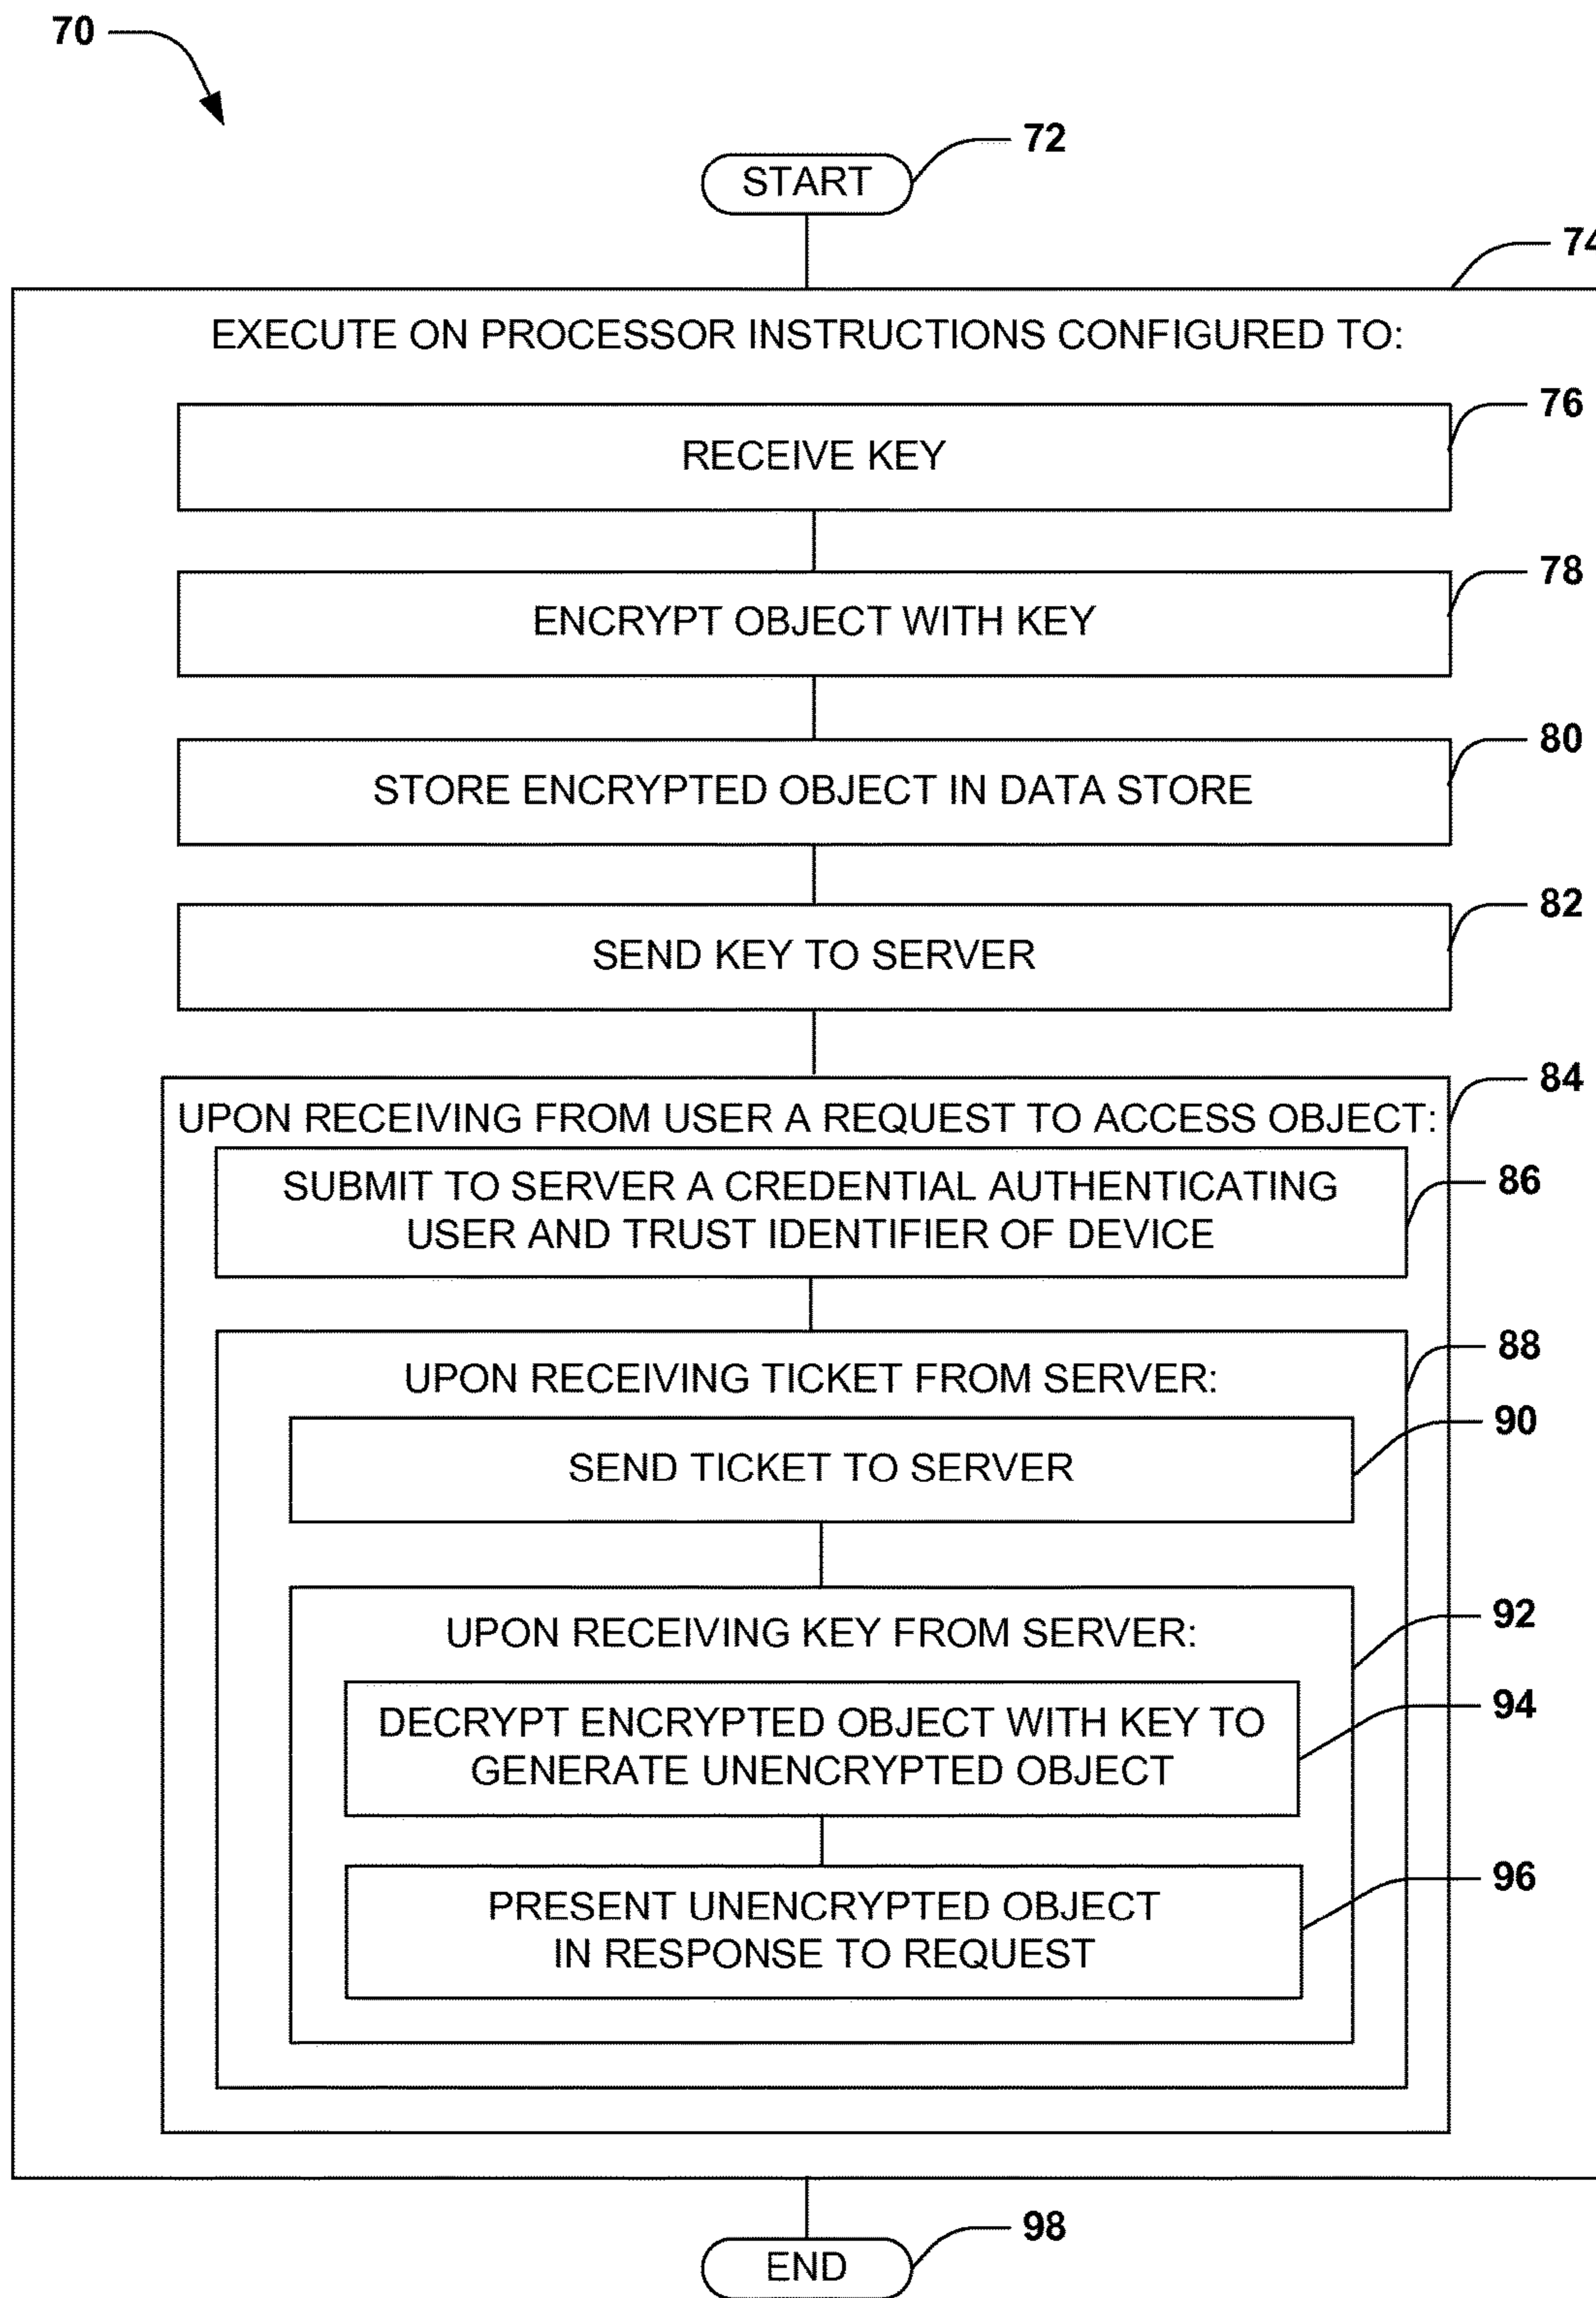 70
72
START
74
EXECUTE ON PROCESSOR INSTRUCTIONS CONFIGURED TO:
76
RECEIVE KEY
78
ENCRYPT OBJECT WITH KEY
80
STORE ENCRYPTED OBJECT IN DATA STORE
82
SEND KEY TO SERVER
84
UPON RECEIVING FROM USER A REQUEST TO ACCESS OBJECT:
86
SUBMIT TO SERVER A CREDENTIAL AUTHENTICATING
USER AND TRUST IDENTIFIER OF DEVICE
88
UPON RECEIVING TICKET FROM SERVER:
90
SEND TICKET TO SERVER
92
UPON RECEIVING KEY FROM SERVER:
94
DECRYPT ENCRYPTED OBJECT WITH KEY TO
GENERATE UNENCRYPTED OBJECT
96
PRESENT UNENCRYPTED OBJECT
IN RESPONSE TO REQUEST
98
END